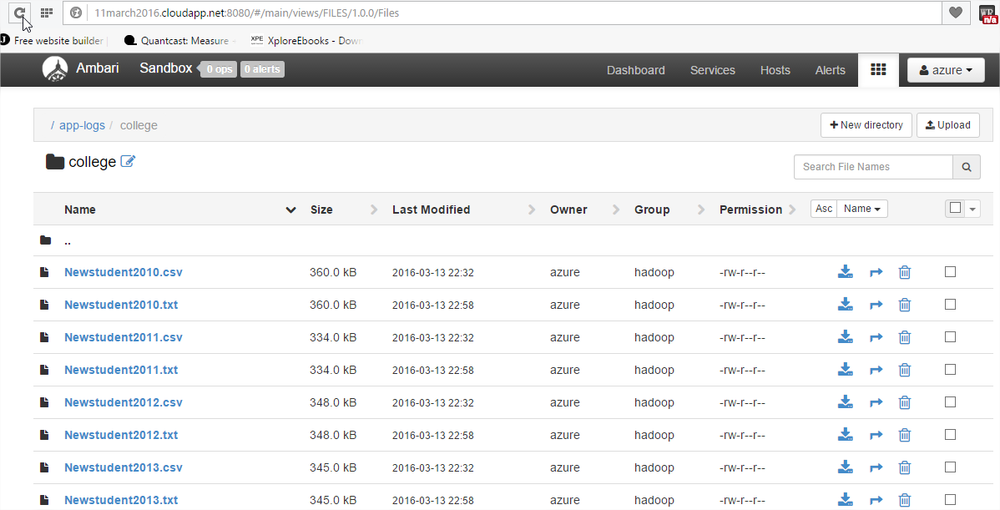 11march2016.cloudapp.net:8080/#/main/views/FILES/1.0.0/Files
n/a
Free website builder Quantcast: Measure XPE XploreEbooks - Down
Ambari Sandbox 0 ops 0 alerts Dashboard Services Hosts Alerts azure
/ app-logs / college + New directory Upload
college Search File Names
Name Size Last Modified Owner Group Permission Asc Name
..
Newstudent2010.csv 360.0 kB 2016-03-13 22:32 azure hadoop -rw-r--r--
Newstudent2010.txt 360.0 kB 2016-03-13 22:58 azure hadoop -rw-r--r--
Newstudent2011.csv 334.0 kB 2016-03-13 22:32 azure hadoop -rw-r--r--
Newstudent2011.txt 334.0 kB 2016-03-13 22:58 azure hadoop -rw-r--r--
Newstudent2012.csv 348.0 kB 2016-03-13 22:32 azure hadoop -rw-r--r--
Newstudent2012.txt 348.0 kB 2016-03-13 22:58 azure hadoop -rw-r--r--
Newstudent2013.csv 345.0 kB 2016-03-13 22:32 azure hadoop -rw-r--r--
Newstudent2013.txt 345.0 kB 2016-03-13 22:58 azure hadoop -rw-r--r--